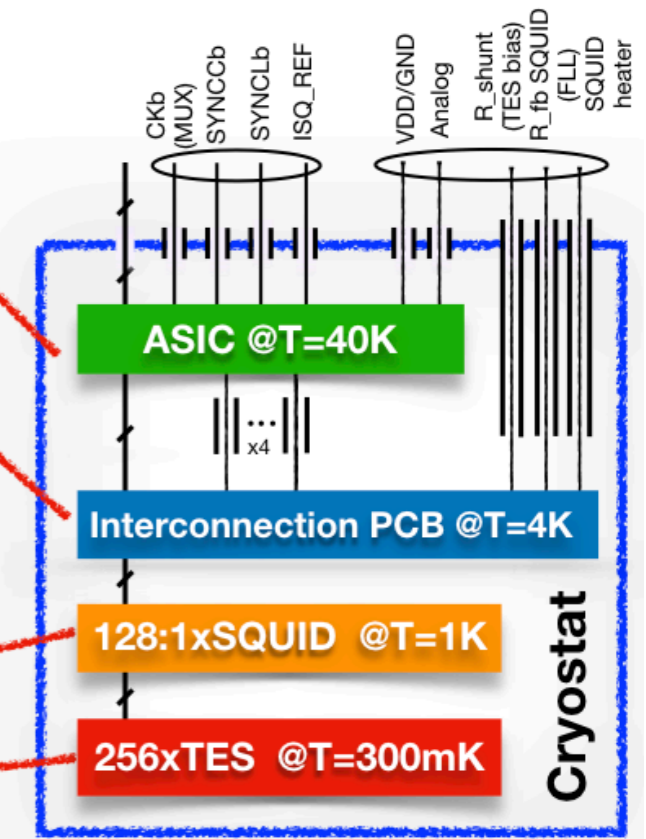 CKb
(MUX)
SYNCCb
SYNCLb
ISQ_REF
VDD/GND
Analog
R_shunt
(TES bias)
R_fb SQUID
(FLL)
SQUID
heater
ASIC @T=40K
...
x4
Interconnection PCB @T=4K
128:1xSQUID @T=1K
256xTES @T=300mK
Cryostat